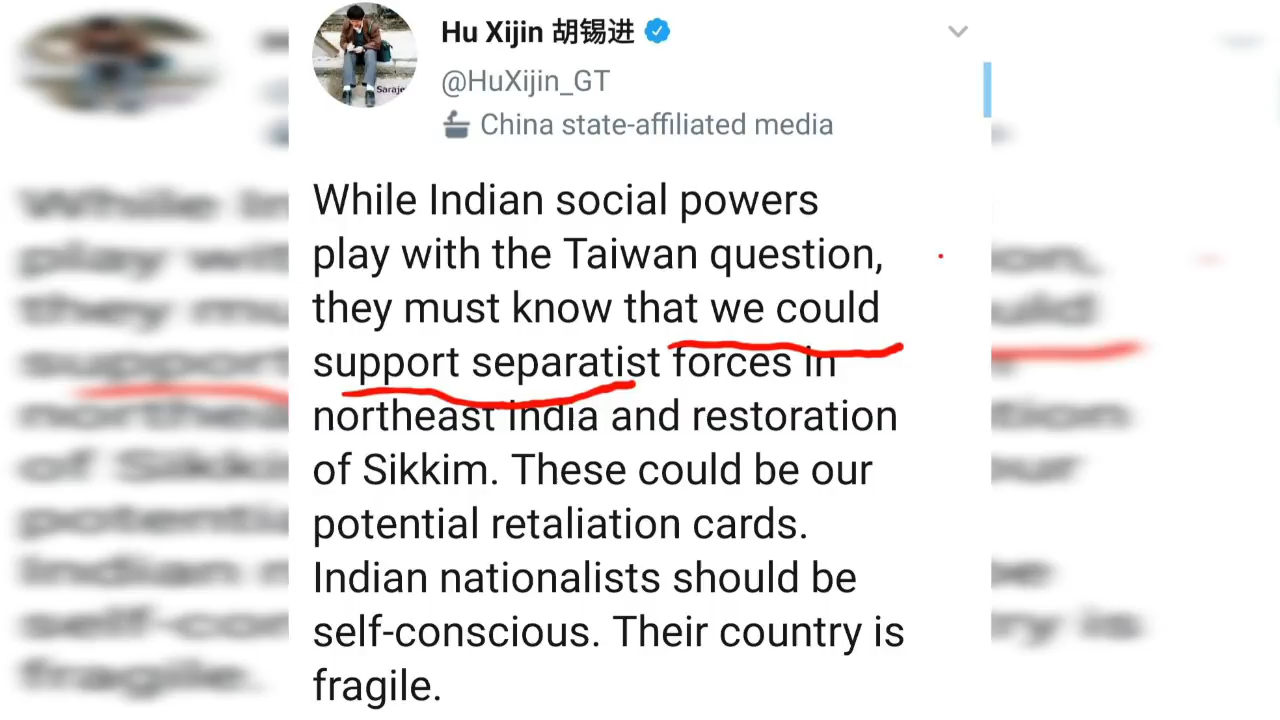 Hu Xijin 胡锡进
@HuXijin_GT
Saraje
China state-affiliated media
While Indian social powers
play with the Taiwan question,
they must know that we could
support separatist forces in
northeast India and restoration
of Sikkim. These could be our
potential retaliation cards.
Indian nationalists should be
self-conscious. Their country is
fragile.